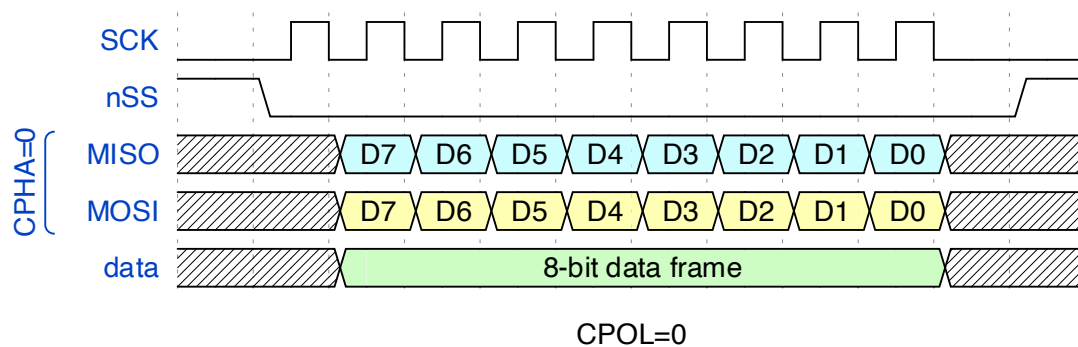 SCK
nSS
CPHA=0
MISO D7 D6 D5 D4 D3 D2 D1 D0
MOSI D7 D6 D5 D4 D3 D2 D1 D0
data 8-bit data frame
CPOL=0